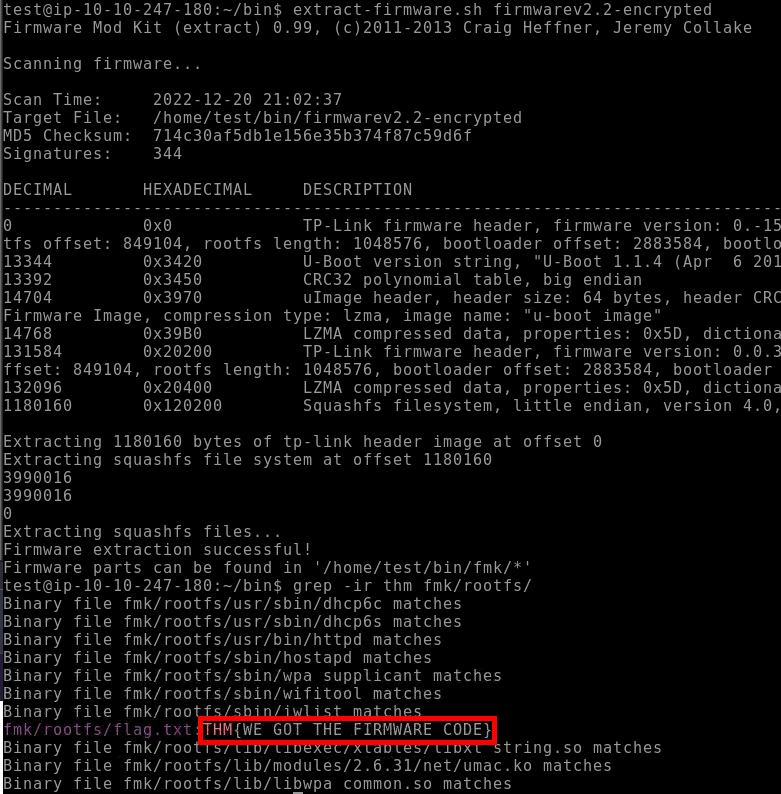 test@ip-10-10-247-180:~/bin$ extract-firmware.sh firmwarev2.2-encrypted
Firmware Mod Kit (extract) 0.99, (c)2011-2013 Craig Heffner, Jeremy Collake
Scanning firmware...
Scan Time:     2022-12-20 21:02:37
Target File:   /home/test/bin/firmwarev2.2-encrypted
MD5 Checksum:  714c30af5db1e156e35b374f87c59d6f
Signatures:    344
DECIMAL       HEXADECIMAL     DESCRIPTION
--------------------------------------------------------------------------------
0             0x0             TP-Link firmware header, firmware version: 0.-15
tfs offset: 849104, rootfs length: 1048576, bootloader offset: 2883584, bootlo
13344         0x3420          U-Boot version string, "U-Boot 1.1.4 (Apr  6 201
13392         0x3450          CRC32 polynomial table, big endian
14704         0x3970          uImage header, header size: 64 bytes, header CRC
Firmware Image, compression type: lzma, image name: "u-boot image"
14768         0x39B0          LZMA compressed data, properties: 0x5D, dictiona
131584        0x20200         TP-Link firmware header, firmware version: 0.0.3
ffset: 849104, rootfs length: 1048576, bootloader offset: 2883584, bootloader
132096        0x20400         LZMA compressed data, properties: 0x5D, dictiona
1180160       0x120200        Squashfs filesystem, little endian, version 4.0,
Extracting 1180160 bytes of tp-link header image at offset 0
Extracting squashfs file system at offset 1180160
3990016
3990016
0
Extracting squashfs files...
Firmware extraction successful!
Firmware parts can be found in '/home/test/bin/fmk/*'
test@ip-10-10-247-180:~/bin$ grep -ir thm fmk/rootfs/
Binary file fmk/rootfs/usr/sbin/dhcp6c matches
Binary file fmk/rootfs/usr/sbin/dhcp6s matches
Binary file fmk/rootfs/usr/bin/httpd matches
Binary file fmk/rootfs/sbin/hostapd matches
Binary file fmk/rootfs/sbin/wpa supplicant matches
Binary file fmk/rootfs/sbin/wifitool matches
Binary file fmk/rootfs/sbin/iwlist matches
fmk/rootfs/flag.txt:THM{WE GOT THE FIRMWARE CODE}
Binary file fmk/rootfs/lib/libexec/xtables/libxt string.so matches
Binary file fmk/rootfs/lib/modules/2.6.31/net/umac.ko matches
Binary file fmk/rootfs/lib/libwpa common.so matches